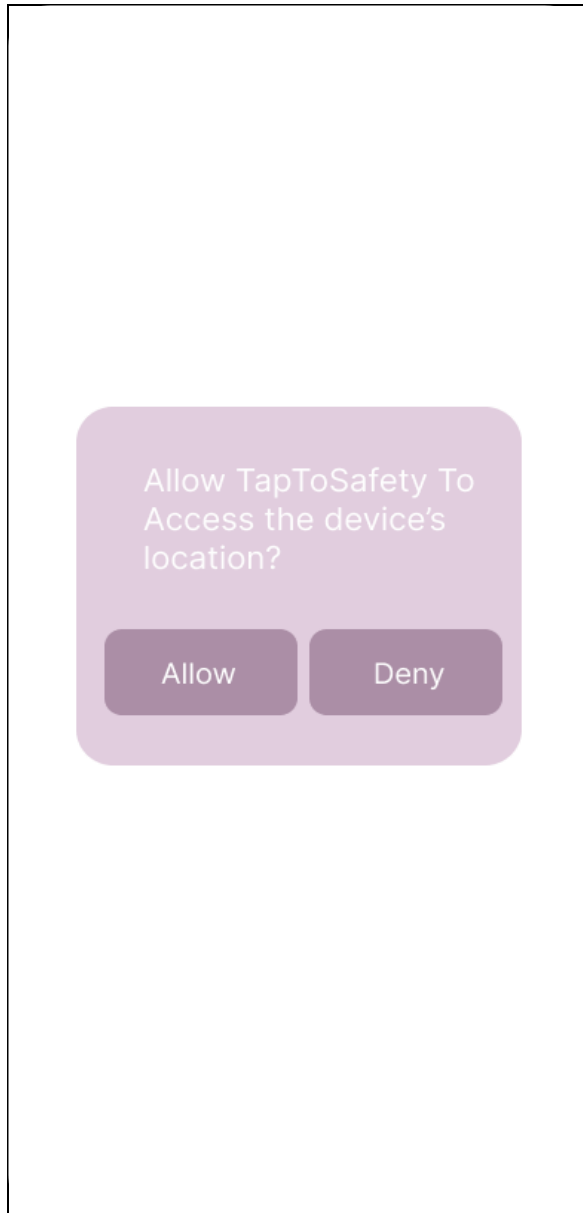 Allow TapToSafety To
Access the device’s
location?
Allow
Deny